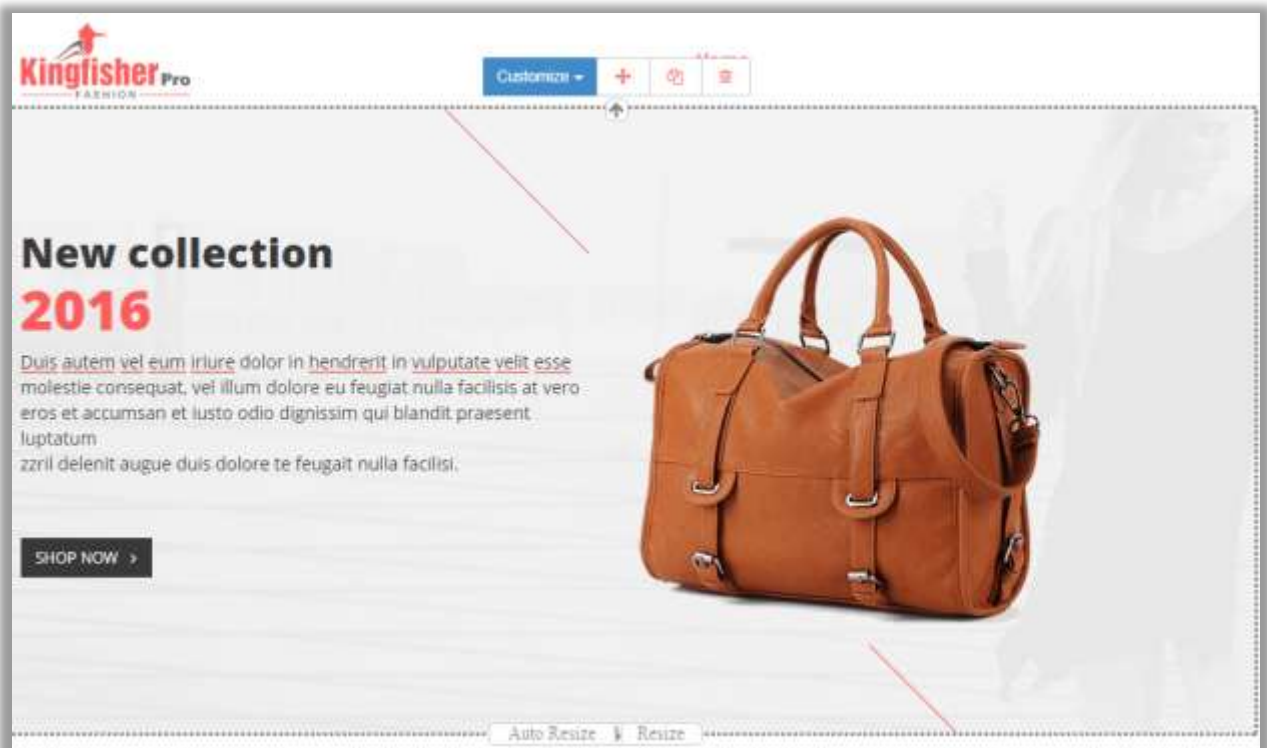 Kingfisher Pro
FASHION
Home
Customize
New collection
2016
Duis autem vel eum iriure dolor in hendrerit in vulputate velit esse
molestie consequat, vel illum dolore eu feugiat nulla facilisis at vero
eros et accumsan et iusto odio dignissim qui blandit praesent
luptatum
zzril delenit augue duis dolore te feugait nulla facilisi.
SHOP NOW >
Auto Resize Resize